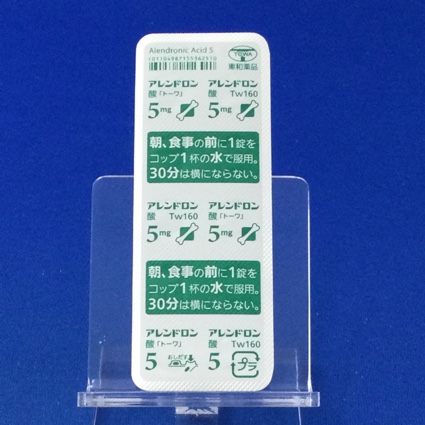 Alendronic Acid 5
TOWA
(01)04987155962910
東和薬品
アレンドロン アレンドロン
酸「トーワ」 Tw160
5mg 5mg
朝、食事の前に1錠を
コップ1杯の水で服用。
30分は横にならない。
アレンドロン アレンドロン
酸 Tw160 酸「トーワ」
5mg 5mg
朝、食事の前に1錠を
コップ1杯の水で服用。
30分は横にならない。
アレンドロン アレンドロン
酸「トーワ」 酸 Tw160
5 おしだす 5 プラ